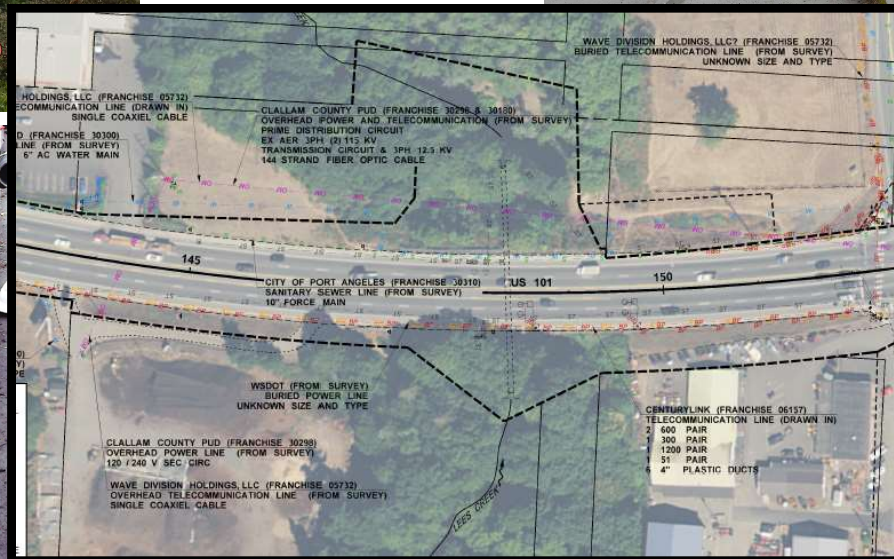 WAVE DIVISION HOLDINGS, LLC? (FRANCHISE 05732)
BURIED TELECOMMUNICATION LINE (FROM SURVEY)
UNKNOWN SIZE AND TYPE
HOLDINGS, LLC (FRANCHISE 05732)
ECOMMUNICATION LINE (DRAWN IN)
SINGLE COAXIEL CABLE
D (FRANCHISE 30300)
LINE (FROM SURVEY)
6" AC WATER MAIN
CLALLAM COUNTY PUD (FRANCHISE 30298 & 30180)
OVERHEAD POWER AND TELECOMMUNICATION (FROM SURVEY)
PRIME DISTRIBUTION CIRCUIT
EX AER 3PH (2) 115 KV
TRANSMISSION CIRCUIT & 3PH 12.5 KV
144 STRAND FIBER OPTIC CABLE
145
CITY OF PORT ANGELES (FRANCHISE 30310)
SANITARY SEWER LINE (FROM SURVEY)
10" FORCE MAIN
US 101
150
WSDOT (FROM SURVEY)
BURIED POWER LINE
UNKNOWN SIZE AND TYPE
CLALLAM COUNTY PUD (FRANCHISE 30298)
OVERHEAD POWER LINE (FROM SURVEY)
120 / 240 V SEC CIRC
WAVE DIVISION HOLDINGS, LLC (FRANCHISE 05732)
OVERHEAD TELECOMMUNICATION LINE (FROM SURVEY)
SINGLE COAXIEL CABLE
CENTURYLINK (FRANCHISE 06157)
TELECOMMUNICATION LINE (DRAWN IN)
2 600 PAIR
1 300 PAIR
1 1200 PAIR
1 51 PAIR
6 4" PLASTIC DUCTS
LEES CREEK